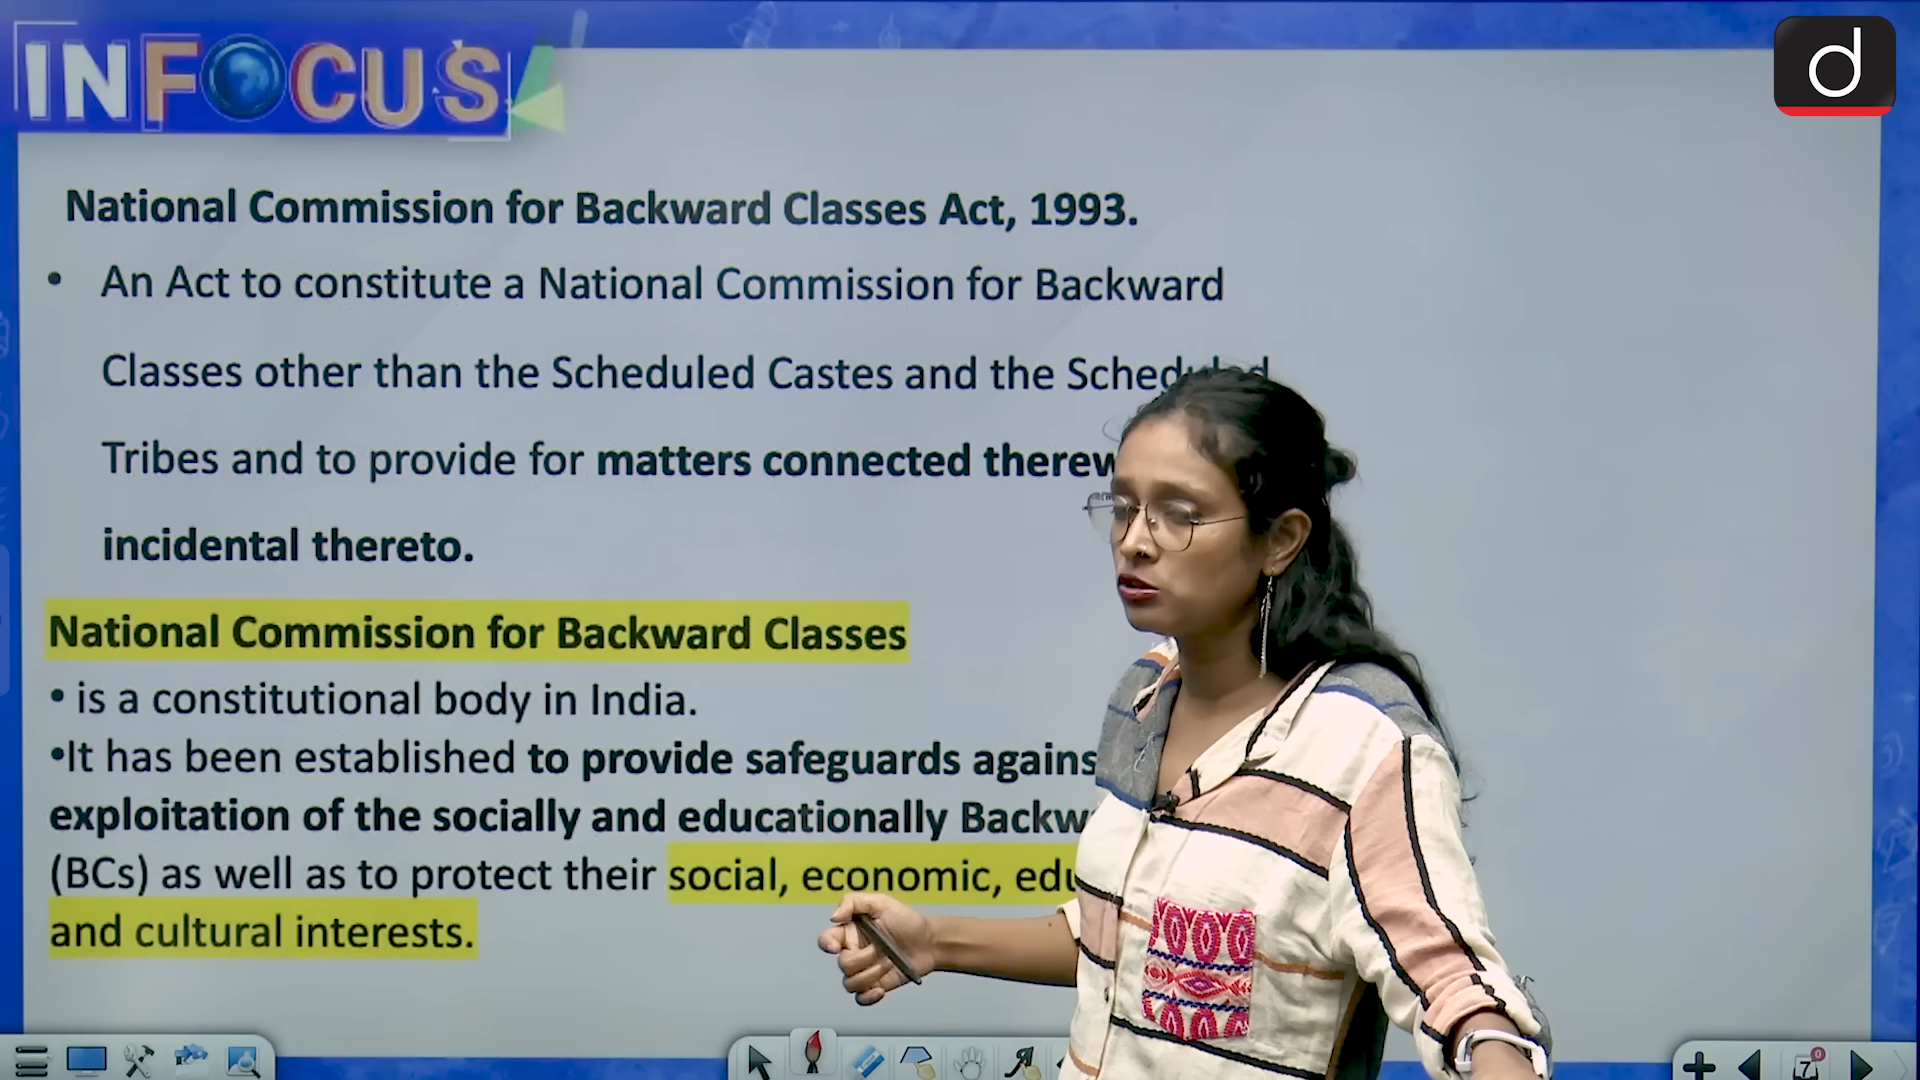 INFOCUS
d
National Commission for Backward Classes Act, 1993.
• An Act to constitute a National Commission for Backward
Classes other than the Scheduled Castes and the Scheduled
Tribes and to provide for matters connected
incidental thereto.
National Commission for Backward Classes
• is a constitutional body in India.
•It has been established to provide safeguards
exploitation of the socially and educationally
(BCs) as well as to protect their social, economic,
and cultural interests.
7
0